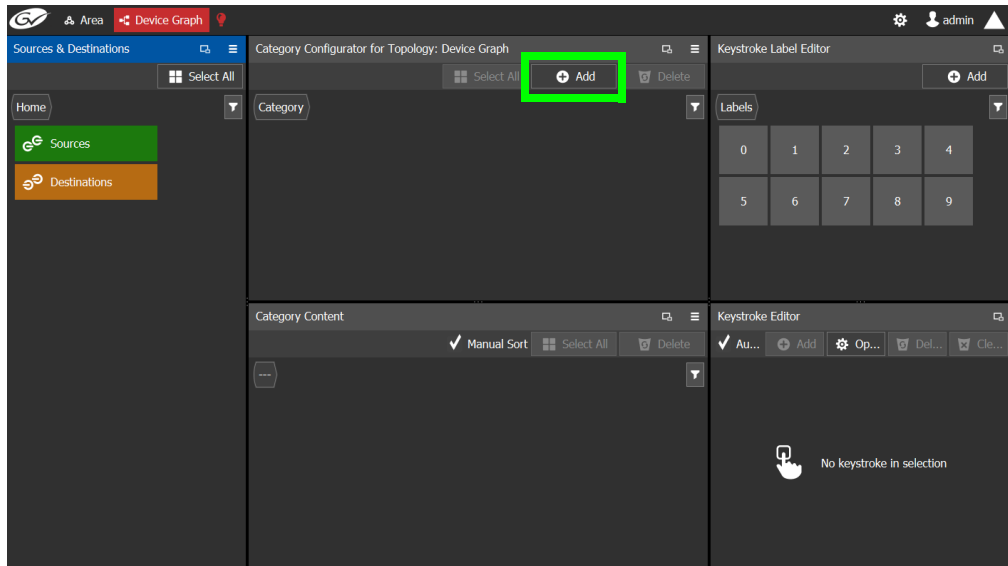 GV Area Device Graph admin
Sources & Destinations
Select All
Home
Sources
Destinations
Category Configurator for Topology: Device Graph
Select All Add Delete
Category
Keystroke Label Editor
Add
Labels
0 1 2 3 4
5 6 7 8 9
Category Content
Manual Sort Select All Delete
---
Keystroke Editor
Au... Add Op... Del... Cle...
No keystroke in selection